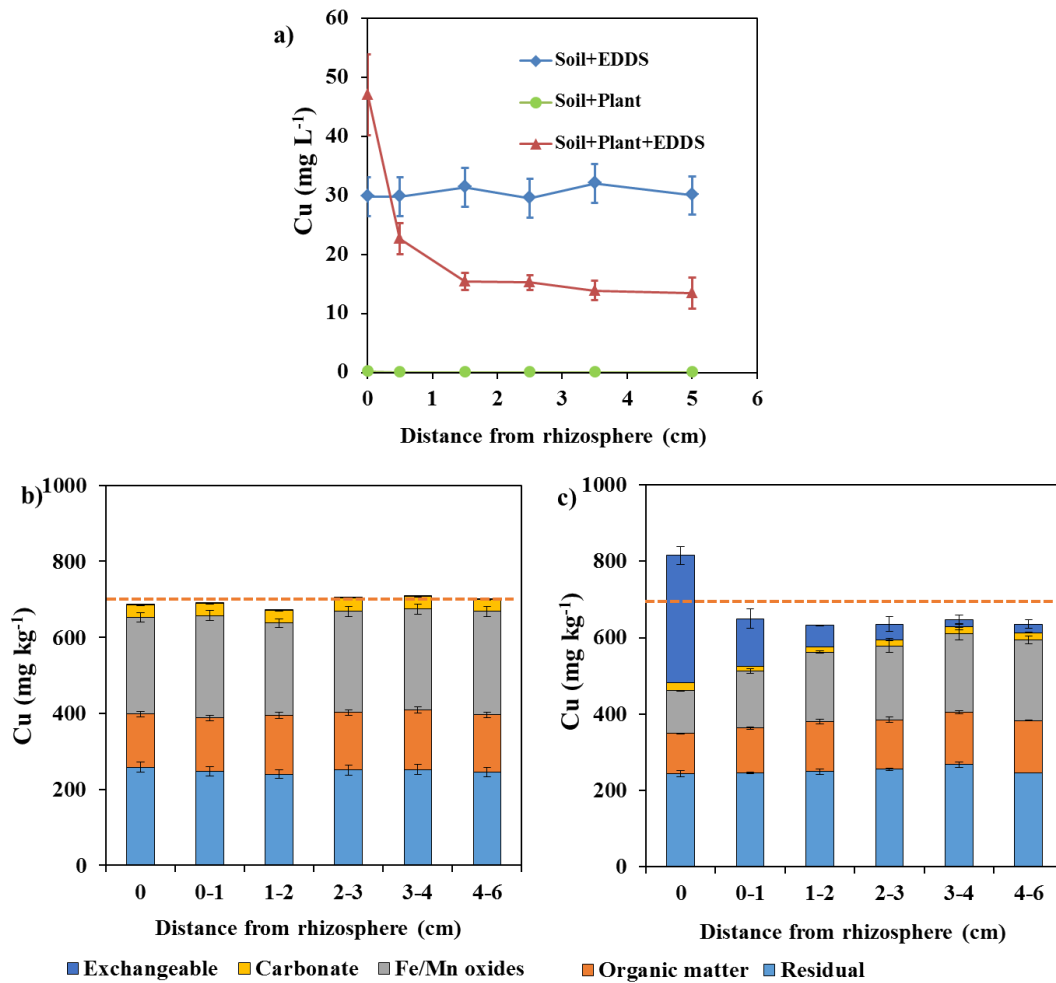 a)
60
50
40
30
20
10
0
Cu (mg L⁻¹)
Soil+EDDS
Soil+Plant
Soil+Plant+EDDS
0 1 2 3 4 5 6
Distance from rhizosphere (cm)
b)
1000
800
600
400
200
0
Cu (mg kg⁻¹)
0 0-1 1-2 2-3 3-4 4-6
Distance from rhizosphere (cm)
c)
1000
800
600
400
200
0
Cu (mg kg⁻¹)
0 0-1 1-2 2-3 3-4 4-6
Distance from rhizosphere (cm)
Exchangeable Carbonate Fe/Mn oxides Organic matter Residual